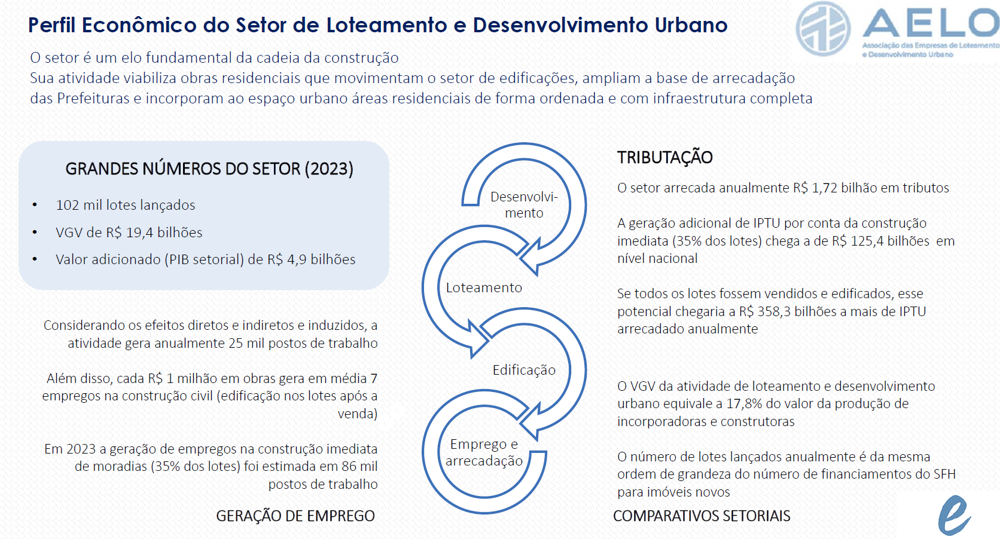 Perfil Econômico do Setor de Loteamento e Desenvolvimento Urbano
AELO
Associação das Empresas de Loteamento
e Desenvolvimento Urbano
O setor é um elo fundamental da cadeia da construção
Sua atividade viabiliza obras residenciais que movimentam o setor de edificações, ampliam a base de arrecadação
das Prefeituras e incorporam ao espaço urbano áreas residenciais de forma ordenada e com infraestrutura completa
GRANDES NÚMEROS DO SETOR (2023)
• 102 mil lotes lançados
• VGV de R$ 19,4 bilhões
• Valor adicionado (PIB setorial) de R$ 4,9 bilhões
Considerando os efeitos diretos e indiretos e induzidos, a
atividade gera anualmente 25 mil postos de trabalho
Além disso, cada R$ 1 milhão em obras gera em média 7
empregos na construção civil (edificação nos lotes após a
venda)
Em 2023 a geração de empregos na construção imediata
de moradias (35% dos lotes) foi estimada em 86 mil
postos de trabalho
GERAÇÃO DE EMPREGO
Desenvolvi-
mento
Loteamento
Edificação
Emprego e
arrecadação
TRIBUTAÇÃO
O setor arrecada anualmente R$ 1,72 bilhão em tributos
A geração adicional de IPTU por conta da construção
imediata (35% dos lotes) chega a de R$ 125,4 bilhões em
nível nacional
Se todos os lotes fossem vendidos e edificados, esse
potencial chegaria a R$ 358,3 bilhões a mais de IPTU
arrecadado anualmente
O VGV da atividade de loteamento e desenvolvimento
urbano equivale a 17,8% do valor da produção de
incorporadoras e construtoras
O número de lotes lançados anualmente é da mesma
ordem de grandeza do número de financiamentos do SFH
para imóveis novos
COMPARATIVOS SETORIAIS
e